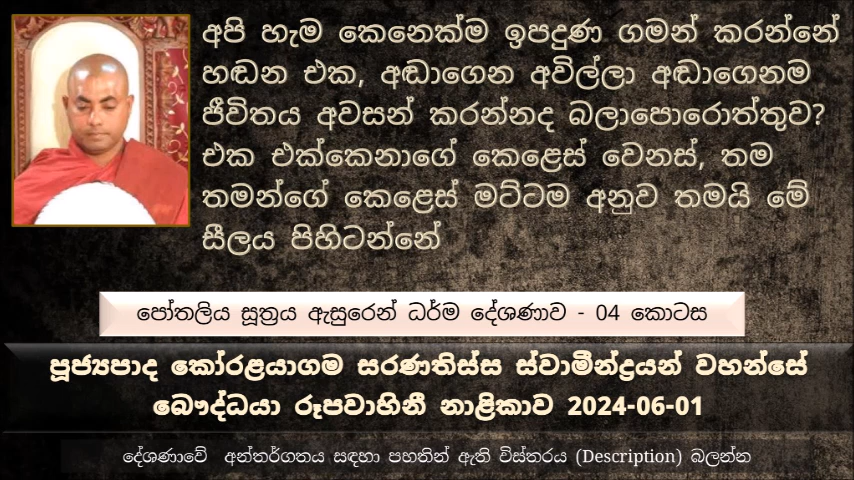 අපි හැම කෙනෙක්ම ඉපදුණ ගමන් කරන්නේ
හඬන එක, අඬාගෙන අවිල්ලා අඬාගෙනම
ජීවිතය අවසන් කරන්නද බලාපොරොත්තුව?
එක එක්කෙනාගේ කෙළෙස් වෙනස්, තම
තමන්ගේ කෙළෙස් මට්ටම අනුව තමයි මේ
සීලය පිහිටන්නේ
පෝතලිය සූත්‍රය ඇසුරෙන් ධර්ම දේශණාව - 04 කොටස
පූජ්‍යපාද කෝරළයාගම සරණතිස්ස ස්වාමීන්ද්‍රයන් වහන්සේ
බෞද්ධයා රූපවාහිනී නාළිකාව 2024-06-01
දේශණාවේ අන්තර්ගතය සඳහා පහතින් ඇති විස්තරය (Description) බලන්න